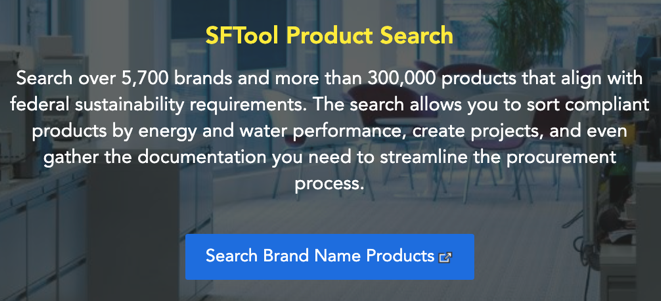 SFTool Product Search
Search over 5,700 brands and more than 300,000 products that align with
federal sustainability requirements. The search allows you to sort compliant
products by energy and water performance, create projects, and even
gather the documentation you need to streamline the procurement
process.
Search Brand Name Products